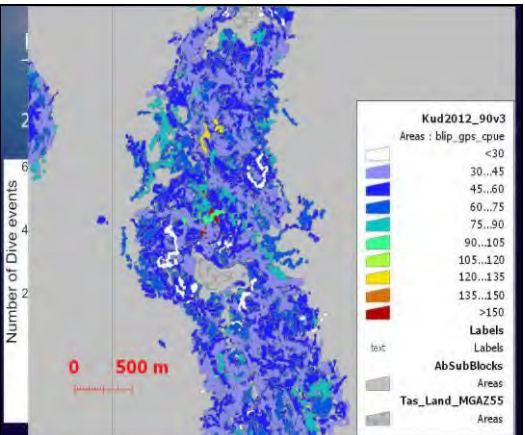 2
6
4
2
Number of Dive events
0 500 m
Kud2012_90v3
Areas : blip_gps_cpue
<30
30..45
45...60
60...75
75...90
90...105
105...120
120...135
135...150
>150
Labels
text Labels
AbSubBlocks
Areas
Tas_Land_MGAZ55
Areas